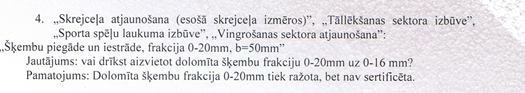 4. „Skrejceļa atjaunošana (esošā skrejceļa izmēros)”, „Tāllēkšanas sektora izbūve”,
„Sporta spēļu laukuma izbūve”, „Vingrošanas sektora atjaunošana”:
„Šķembu piegāde un iestrāde, frakcija 0-20mm, b=50mm”
Jautājums: vai drīkst aizvietot dolomīta šķembu frakciju 0-20mm uz 0-16 mm?
Pamatojums: Dolomīta šķembu frakcija 0-20mm tiek ražota, bet nav sertificēta.